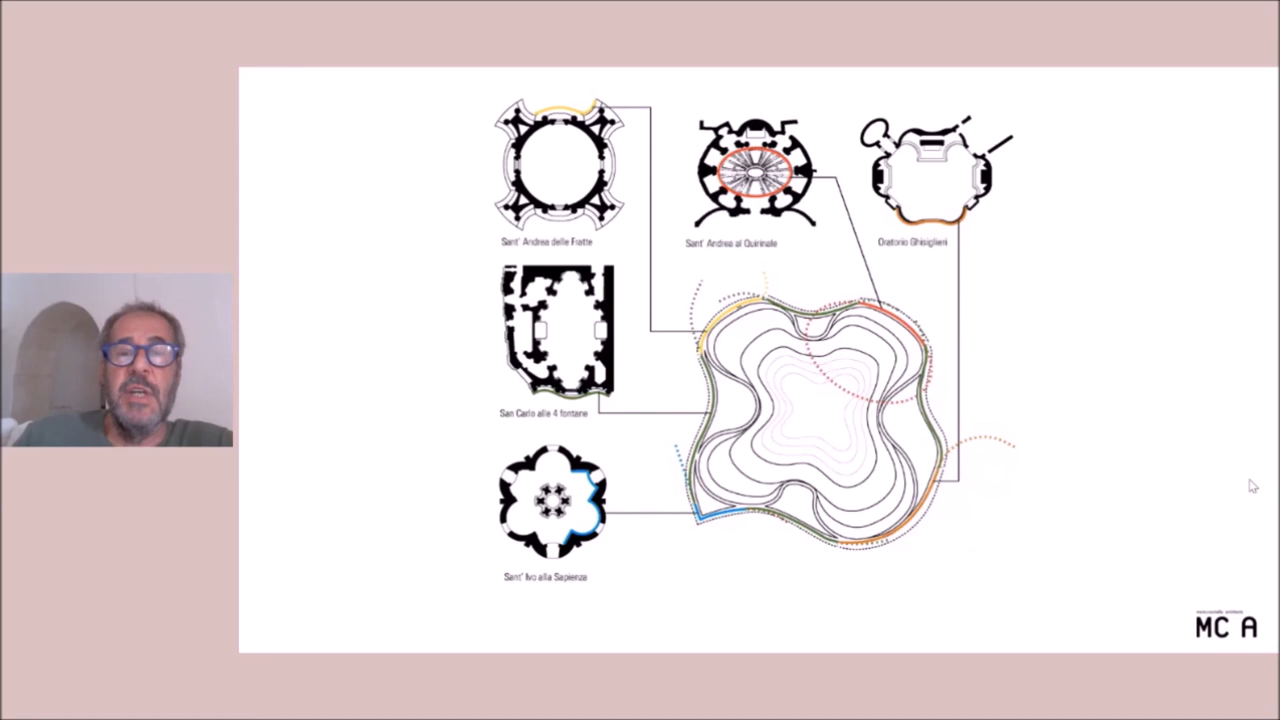 Sant' Andrea delle Fratte
Sant' Andrea al Quirinale
Oratorio Ghisiglieri
San Carlo alle 4 fontane
Sant' Ivo alla Sapienza
MC A